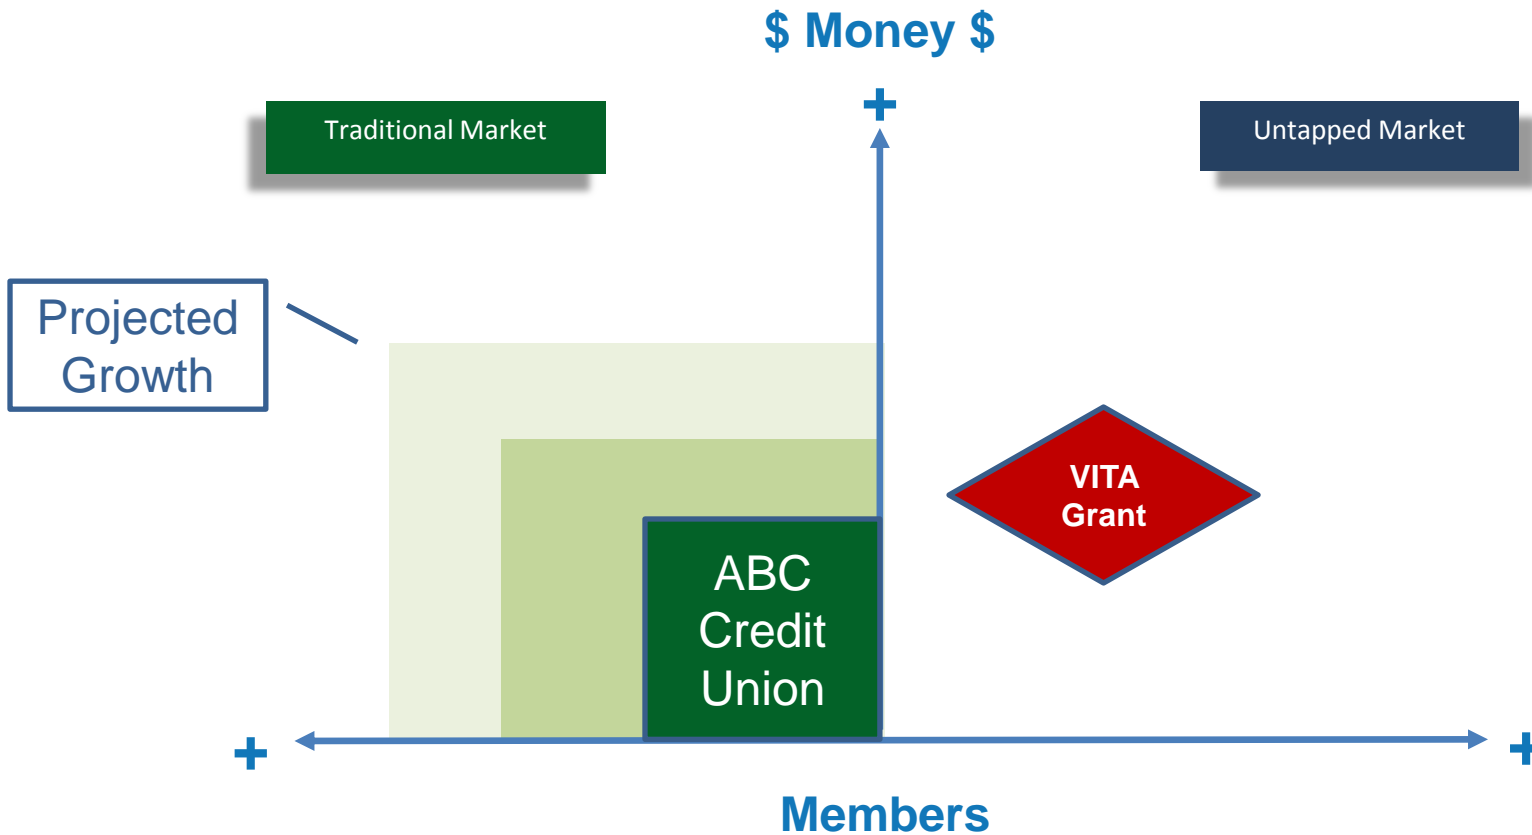 $ Money $
+
Traditional Market
Untapped Market
Projected
Growth
VITA
Grant
ABC
Credit
Union
+
+
Members